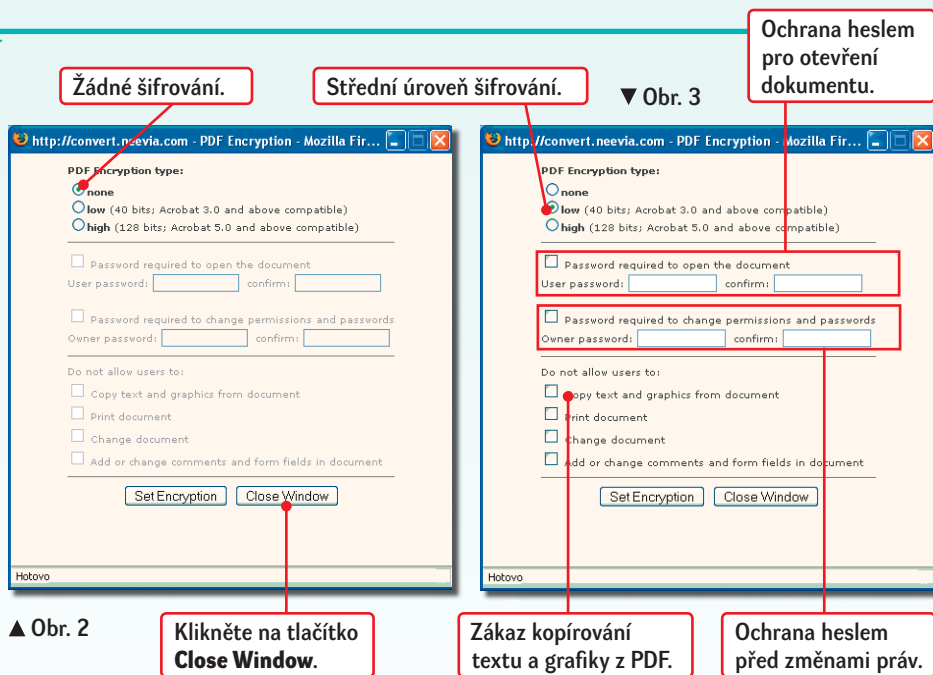 Ochrana heslem
pro otevření
dokumentu.
Žádné šifrování.
Střední úroveň šifrování.
▼ Obr. 3
http://convert.neevia.com - PDF Encryption - Mozilla Fir...
PDF Encryption type:
none
low (40 bits; Acrobat 3.0 and above compatible)
high (128 bits; Acrobat 5.0 and above compatible)
Password required to open the document
User password: confirm:
Password required to change permissions and passwords
Owner password: confirm:
Do not allow users to:
Copy text and graphics from document
Print document
Change document
Add or change comments and form fields in document
Set Encryption Close Window
Hotovo
http://convert.neevia.com - PDF Encryption - Mozilla Fir...
PDF Encryption type:
none
low (40 bits; Acrobat 3.0 and above compatible)
high (128 bits; Acrobat 5.0 and above compatible)
Password required to open the document
User password: confirm:
Password required to change permissions and passwords
Owner password: confirm:
Do not allow users to:
Copy text and graphics from document
Print document
Change document
Add or change comments and form fields in document
Set Encryption Close Window
Hotovo
▲ Obr. 2
Klikněte na tlačítko
Close Window.
Zákaz kopírování
textu a grafiky z PDF.
Ochrana heslem
před změnami práv.